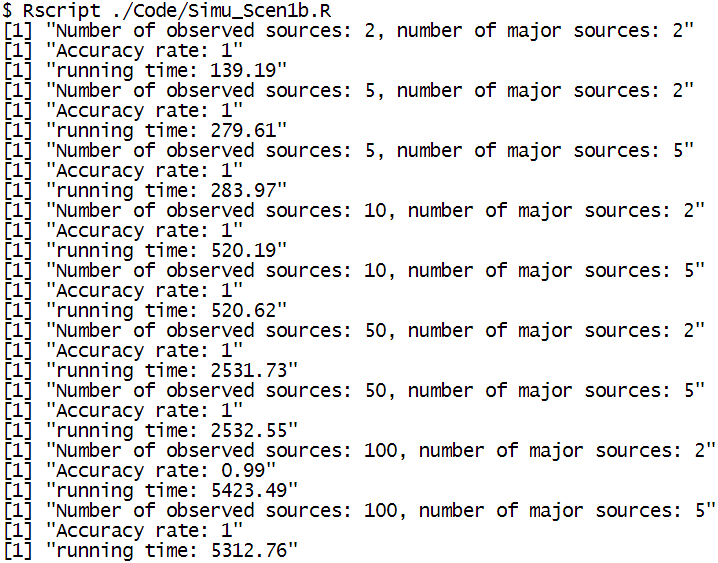 $ Rscript ./Code/Simu_Scen1b.R
[1] "Number of observed sources: 2, number of major sources: 2"
[1] "Accuracy rate: 1"
[1] "running time: 139.19"
[1] "Number of observed sources: 5, number of major sources: 2"
[1] "Accuracy rate: 1"
[1] "running time: 279.61"
[1] "Number of observed sources: 5, number of major sources: 5"
[1] "Accuracy rate: 1"
[1] "running time: 283.97"
[1] "Number of observed sources: 10, number of major sources: 2"
[1] "Accuracy rate: 1"
[1] "running time: 520.19"
[1] "Number of observed sources: 10, number of major sources: 5"
[1] "Accuracy rate: 1"
[1] "running time: 520.62"
[1] "Number of observed sources: 50, number of major sources: 2"
[1] "Accuracy rate: 1"
[1] "running time: 2531.73"
[1] "Number of observed sources: 50, number of major sources: 5"
[1] "Accuracy rate: 1"
[1] "running time: 2532.55"
[1] "Number of observed sources: 100, number of major sources: 2"
[1] "Accuracy rate: 0.99"
[1] "running time: 5423.49"
[1] "Number of observed sources: 100, number of major sources: 5"
[1] "Accuracy rate: 1"
[1] "running time: 5312.76"